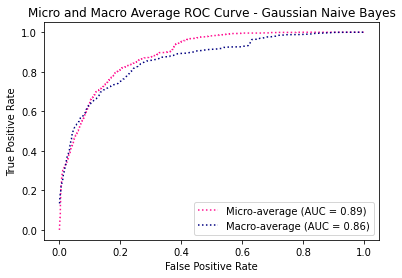 Micro and Macro Average ROC Curve - Gaussian Naive Bayes
True Positive Rate
1.0
0.8
0.6
0.4
0.2
0.0
Micro-average (AUC = 0.89)
Macro-average (AUC = 0.86)
0.0 0.2 0.4 0.6 0.8 1.0
False Positive Rate